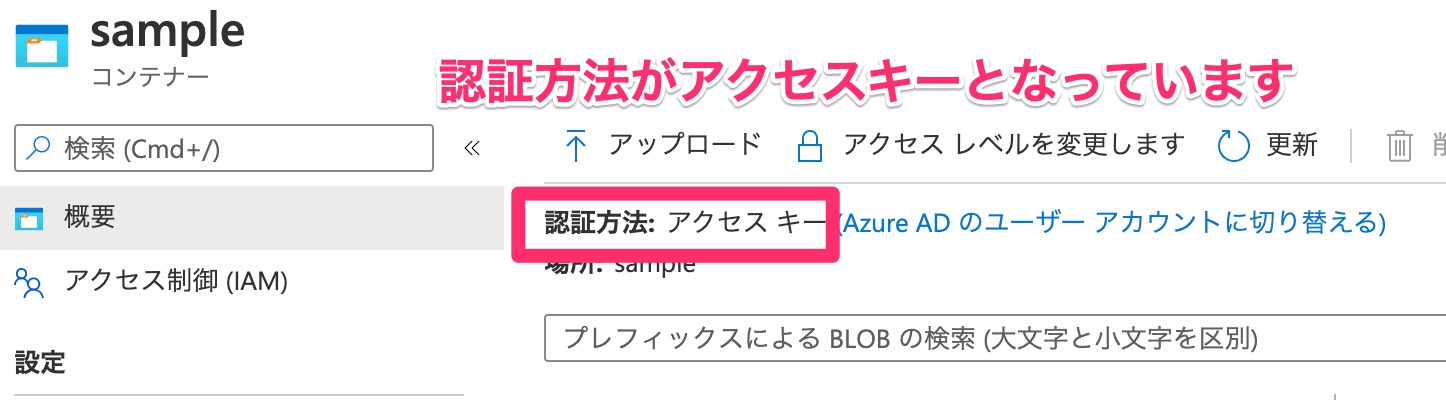 sample
コンテナー
認証方法がアクセスキーとなっています
検索 (Cmd+/)
«
アップロード
アクセス レベルを変更します
更新
概要
認証方法: アクセス キー (Azure AD のユーザー アカウントに切り替える)
場所: sample
アクセス制御 (IAM)
プレフィックスによる BLOB の検索 (大文字と小文字を区別)
設定